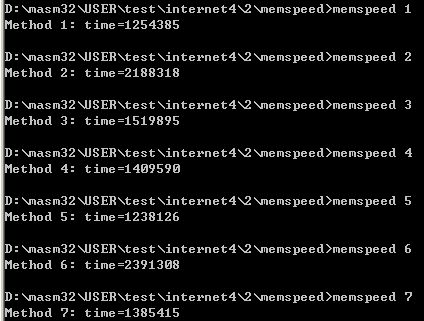 D:\masm32\USER\test\internet4\2\memspeed>memspeed 1
Method 1: time=1254385
D:\masm32\USER\test\internet4\2\memspeed>memspeed 2
Method 2: time=2188318
D:\masm32\USER\test\internet4\2\memspeed>memspeed 3
Method 3: time=1519895
D:\masm32\USER\test\internet4\2\memspeed>memspeed 4
Method 4: time=1409590
D:\masm32\USER\test\internet4\2\memspeed>memspeed 5
Method 5: time=1238126
D:\masm32\USER\test\internet4\2\memspeed>memspeed 6
Method 6: time=2391308
D:\masm32\USER\test\internet4\2\memspeed>memspeed 7
Method 7: time=1385415